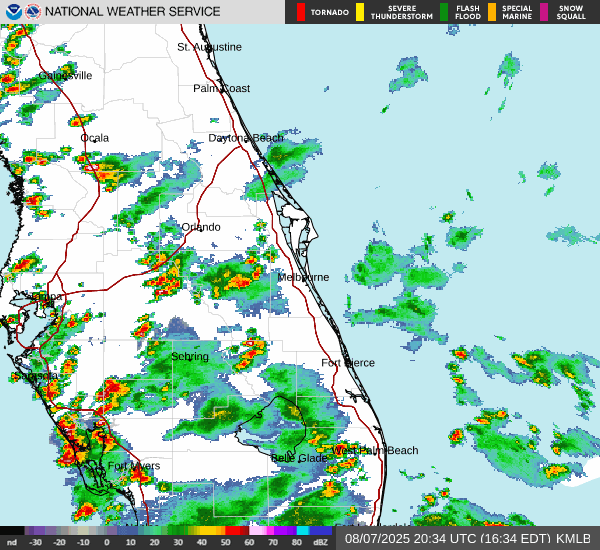 NATIONAL WEATHER SERVICE
TORNADO
SEVERE THUNDERSTORM
FLASH FLOOD
SPECIAL MARINE
SNOW SQUALL
St. Augustine
Gainesville
Palm Coast
Ocala
Daytona Beach
Orlando
Melbourne
Tampa
Sebring
Fort Pierce
Sarasota
West Palm Beach
Belle Glade
Fort Myers
nd -30 -20 -10 0 10 20 30 40 50 60 70 80 dBZ
08/07/2025 20:34 UTC (16:34 EDT) KMLB